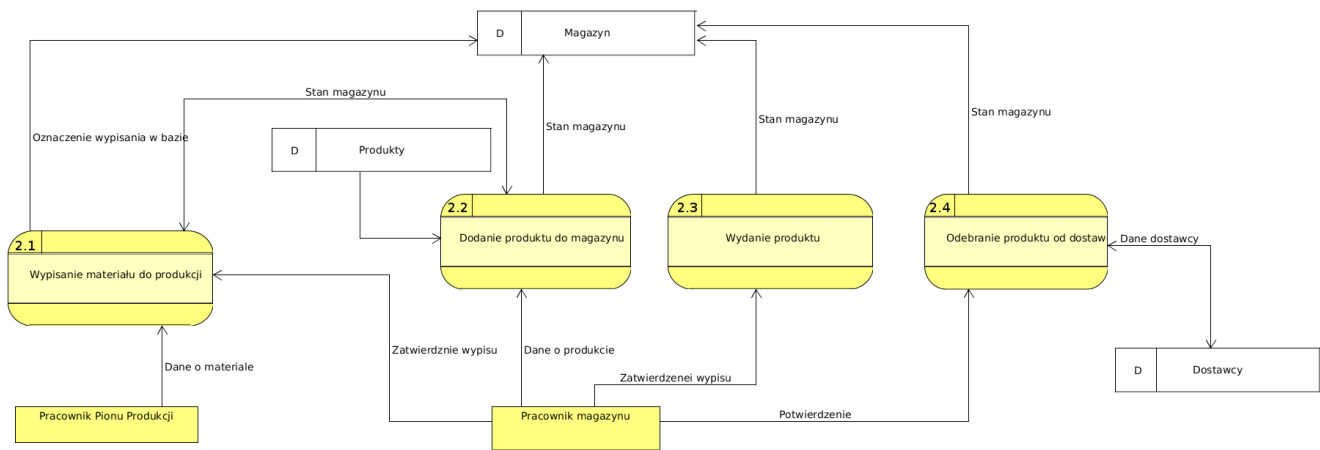 D
Magazyn
Stan magazynu
Oznaczenie wypisania w bazie
Stan magazynu
Stan magazynu
Stan magazynu
D
Produkty
2.1
Wypisanie materiału do produkcji
2.2
Dodanie produktu do magazynu
2.3
Wydanie produktu
2.4
Odebranie produktu od dostaw
Dane dostawcy
Zatwierdznie wypisu
Dane o produkcie
Dane o materiale
Zatwierdzenei wypisu
D
Dostawcy
Pracownik Pionu Produkcji
Pracownik magazynu
Potwierdzenie